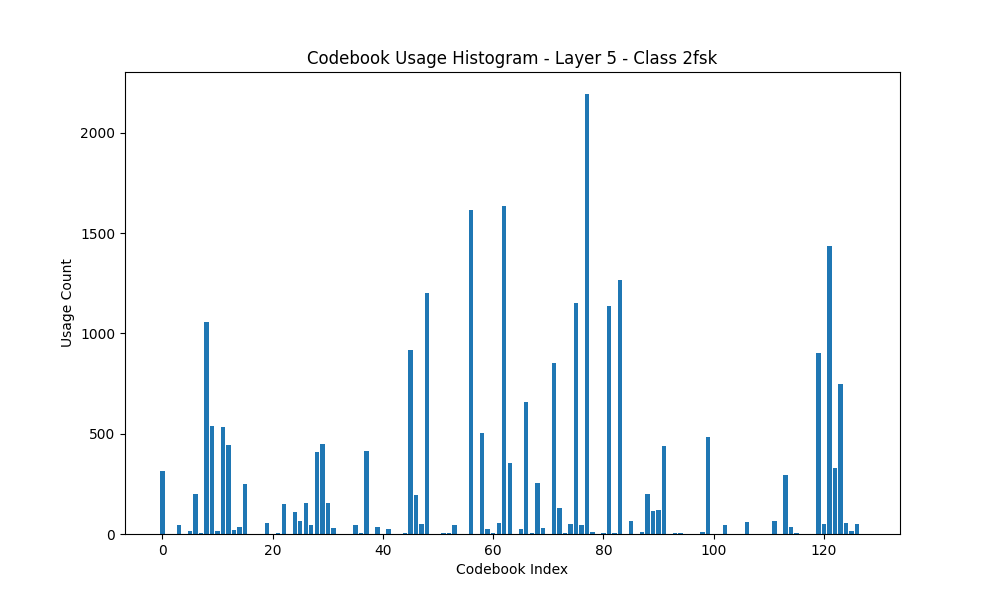 Codebook Usage Histogram - Layer 5 - Class 2fsk
Usage Count
2000
1500
1000
500
0
0 20 40 60 80 100 120
Codebook Index